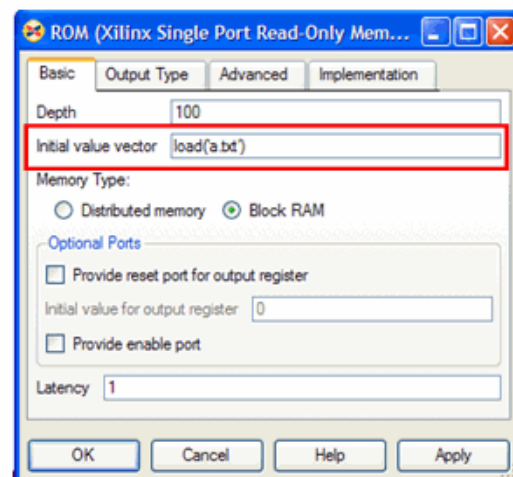 ROM (Xilinx Single Port Read-Only Mem...
Basic Output Type Advanced Implementation
Depth 100
Initial value vector load('a.txt')
Memory Type:
Distributed memory Block RAM
Optional Ports
Provide reset port for output register
Initial value for output register 0
Provide enable port
Latency 1
OK Cancel Help Apply